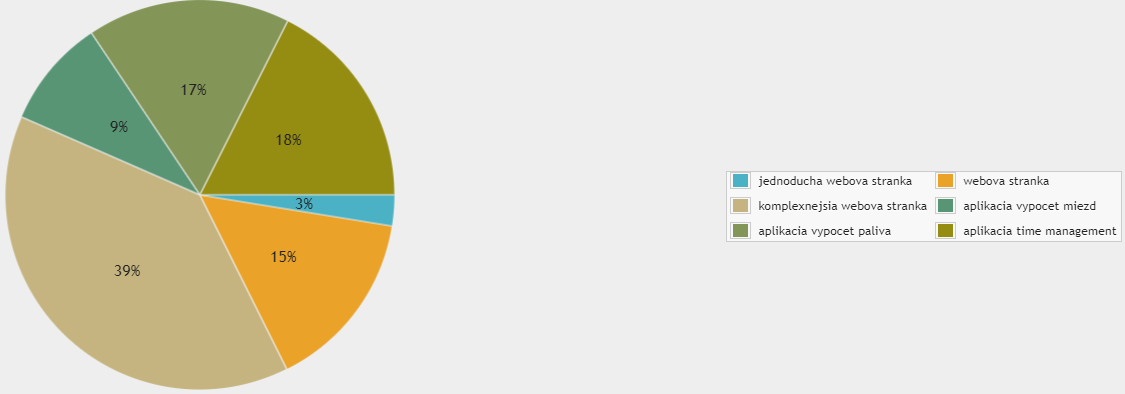 17%
9%
18%
3%
15%
39%
jednoducha webova stranka
webova stranka
komplexnejsia webova stranka
aplikacia vypocet miezd
aplikacia vypocet paliva
aplikacia time management